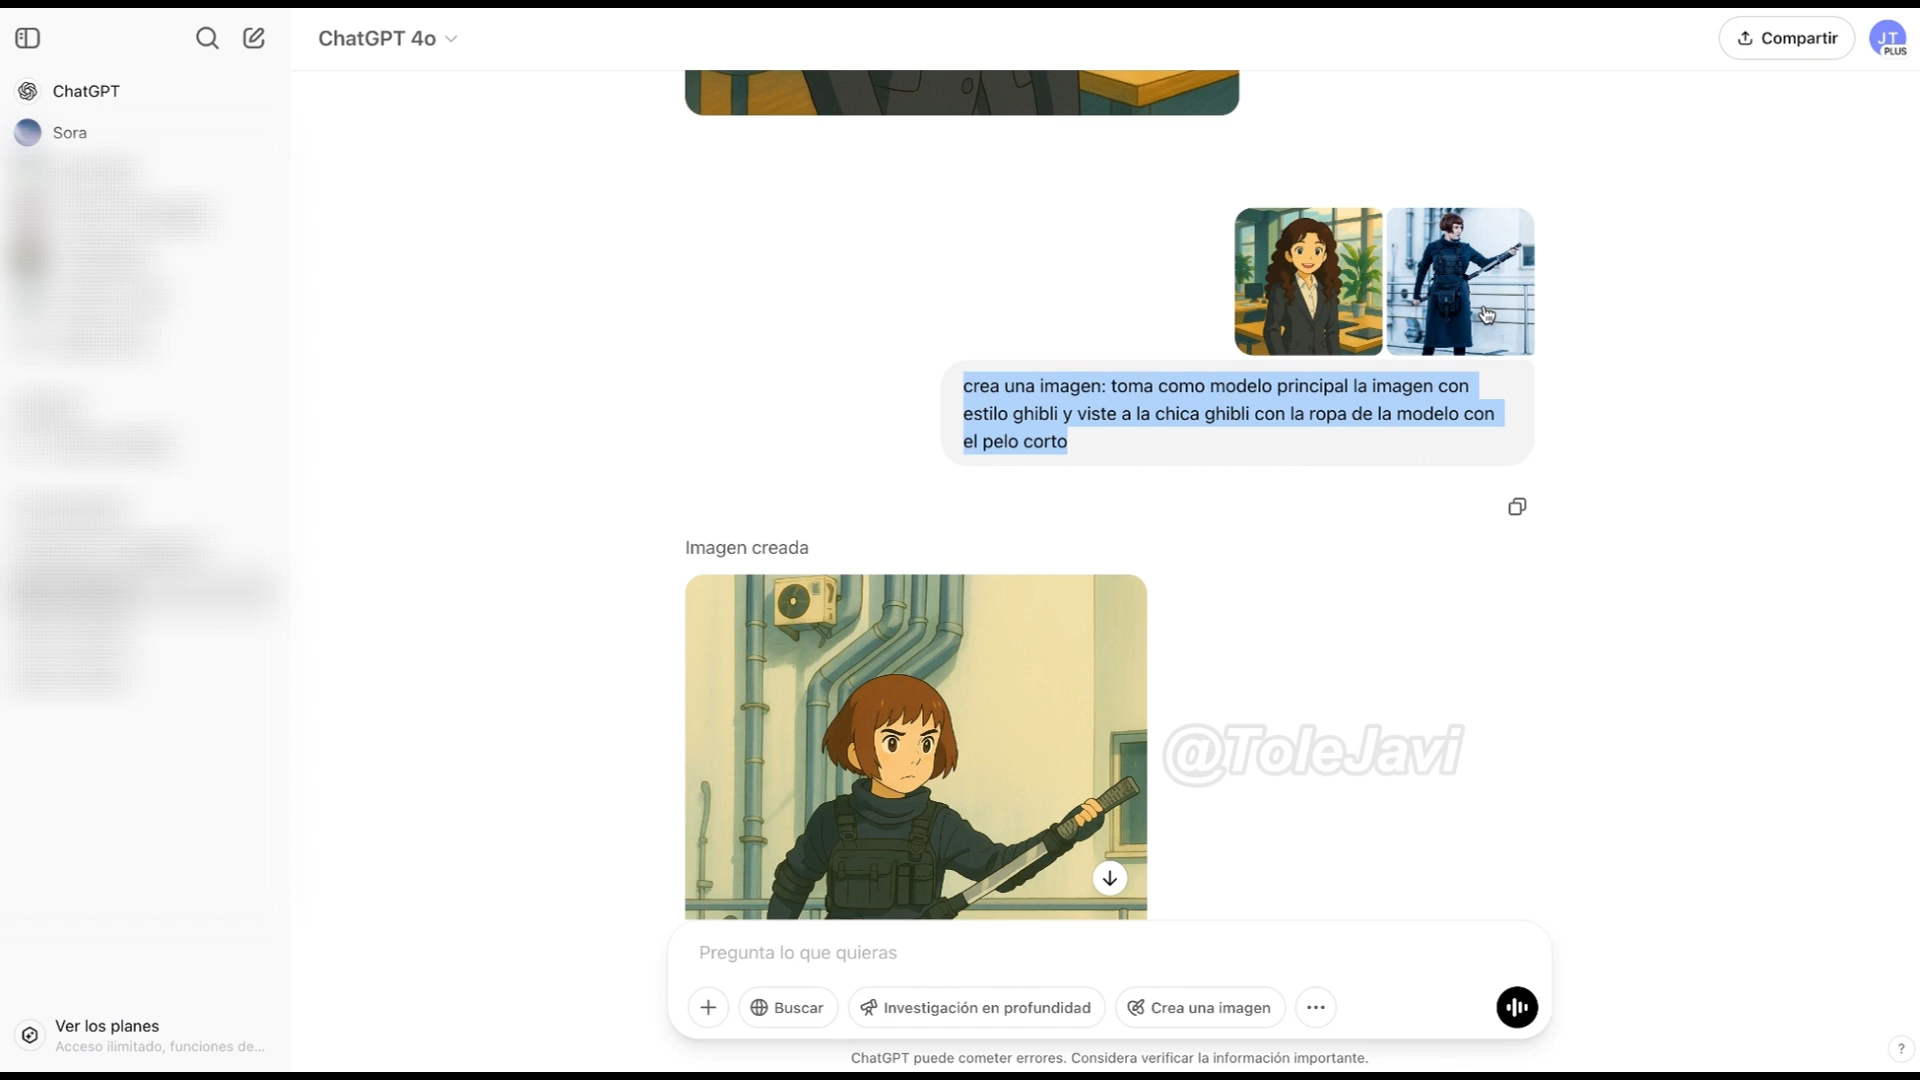 ChatGPT 4o
Compartir
JT
PLUS
ChatGPT
Sora
crea una imagen: toma como modelo principal la imagen con
estilo ghibli y viste a la chica ghibli con la ropa de la modelo con
el pelo corto
Imagen creada
@ToleJavi
Pregunta lo que quieras
Buscar
Investigación en profundidad
Crea una imagen
Ver los planes
Acceso ilimitado, funciones de...
ChatGPT puede cometer errores. Considera verificar la información importante.
?